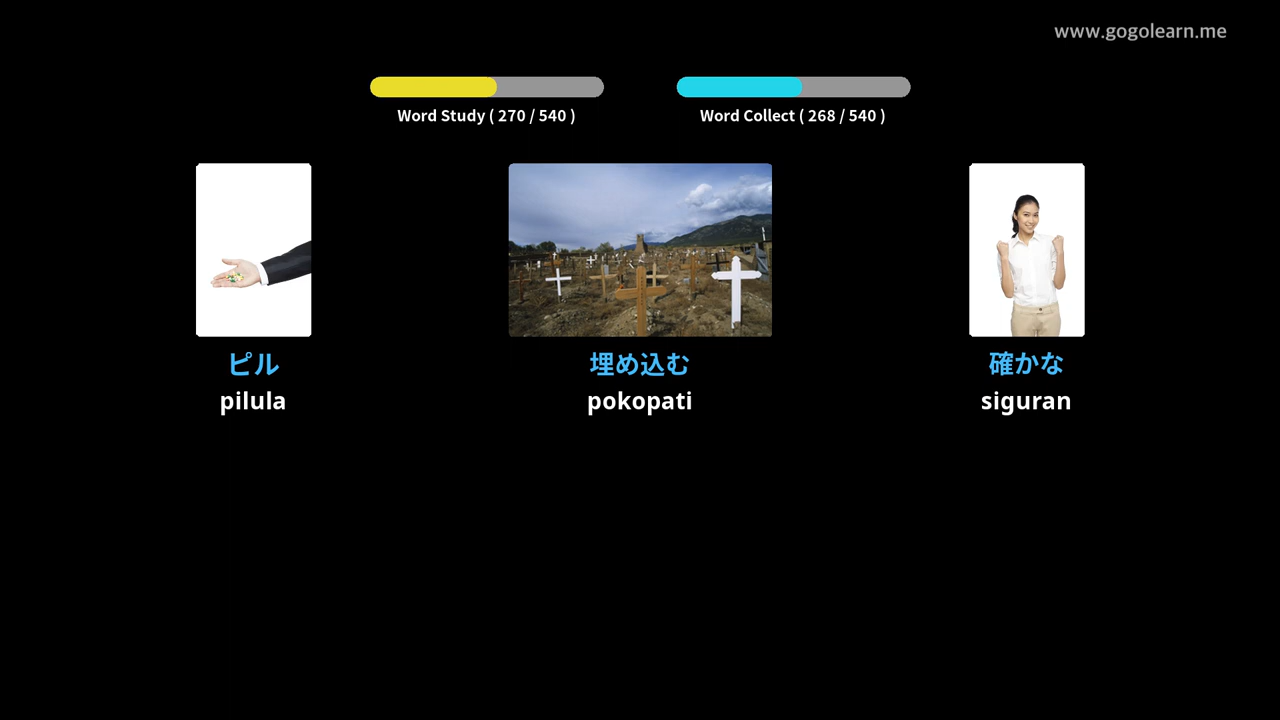 www.gogolearn.me
Word Study ( 270 / 540 )
Word Collect ( 268 / 540 )
ピル
埋め込む
確かな
pilula
pokopati
siguran